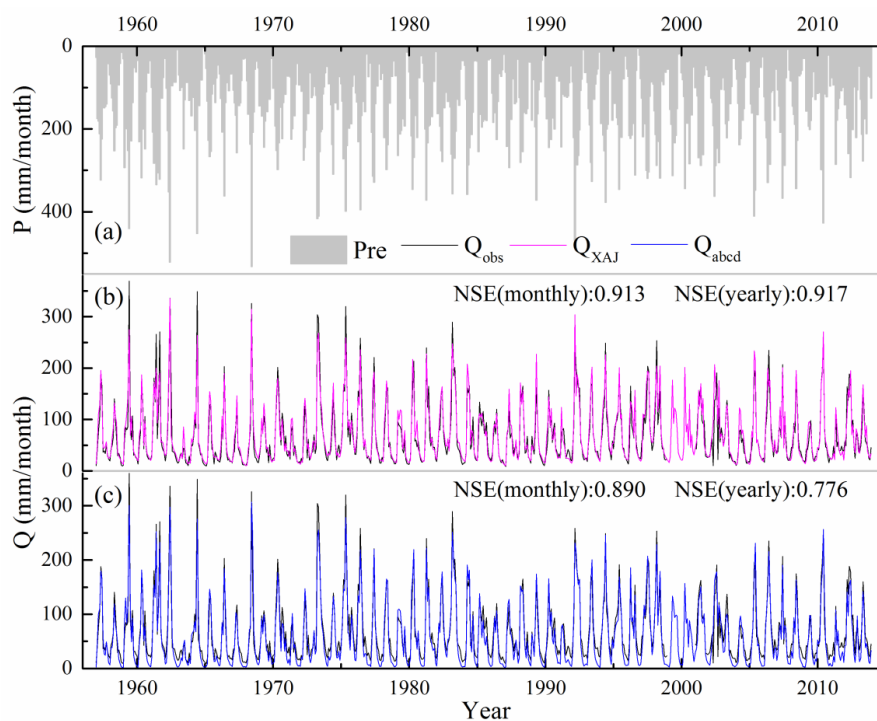 1960 1970 1980 1990 2000 2010
0
200
400
P (mm/month)
(a)
Pre Qobs QXAJ Qabcd
(b)
NSE(monthly):0.913 NSE(yearly):0.917
300
200
100
0
(c)
NSE(monthly):0.890 NSE(yearly):0.776
300
200
100
0
Q (mm/month)
1960 1970 1980 1990 2000 2010
Year